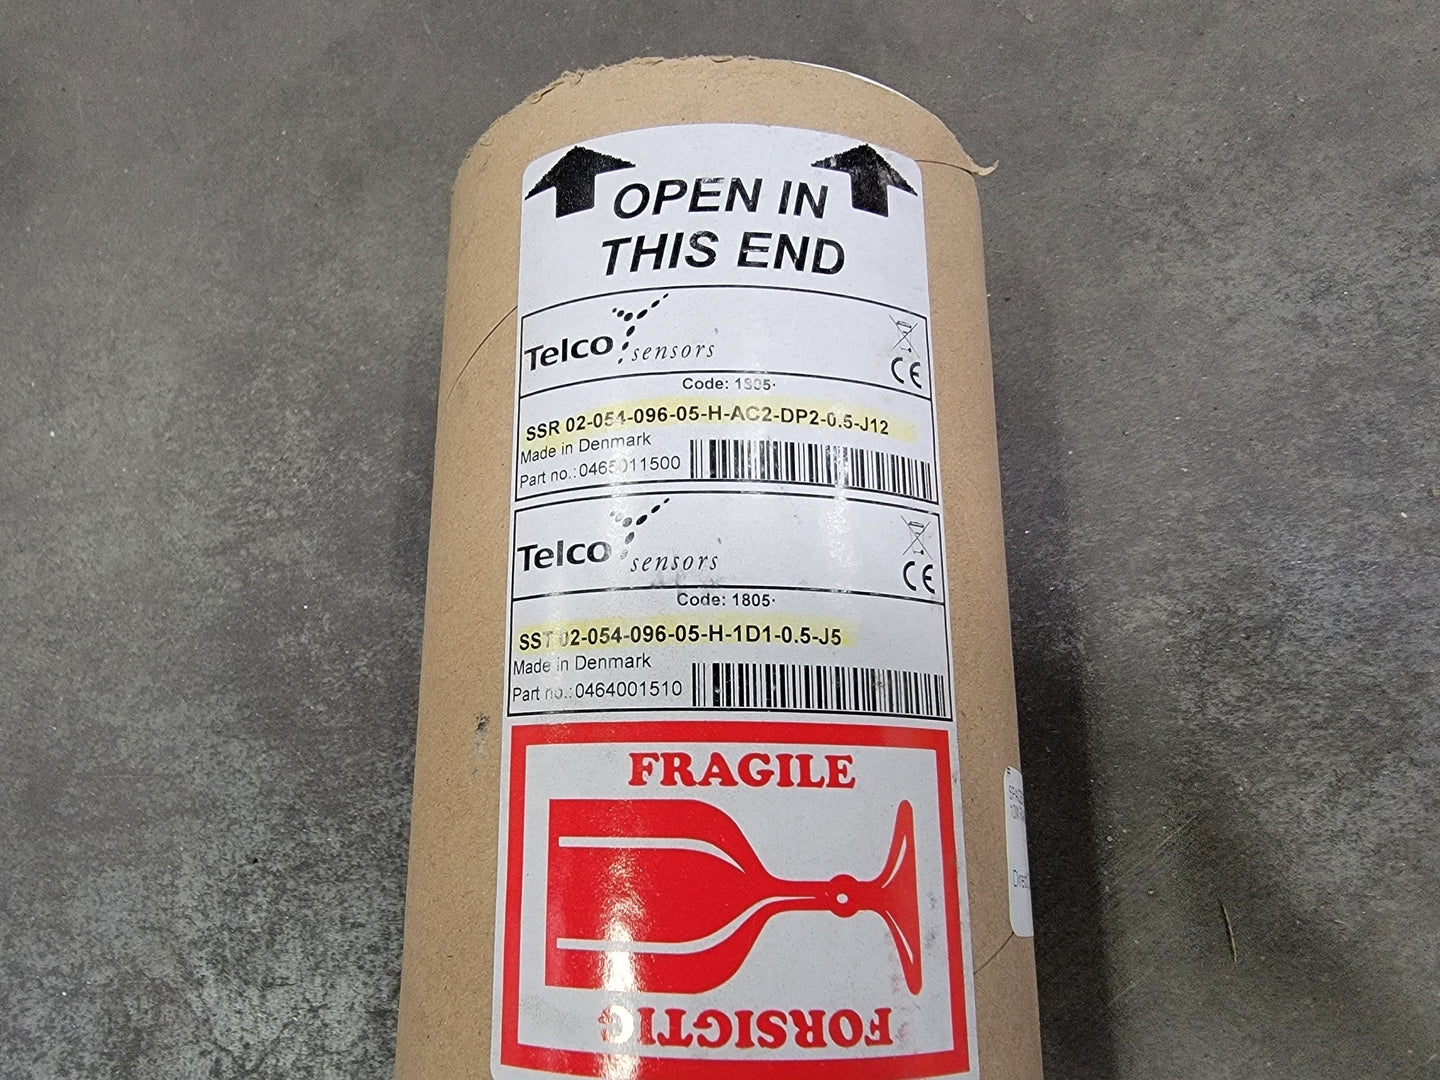 OPEN IN
THIS END
Telco sensors
CE
Code: 1805
SSR 02-054-096-05-H-AC2-DP2-0.5-J12
Made in Denmark
Part no.: 0465011500
Telco sensors
CE
Code: 1805
SST 02-054-096-05-H-1D1-0.5-J5
Made in Denmark
Part no.: 0464001510
FRAGILE
FORSIGTIG